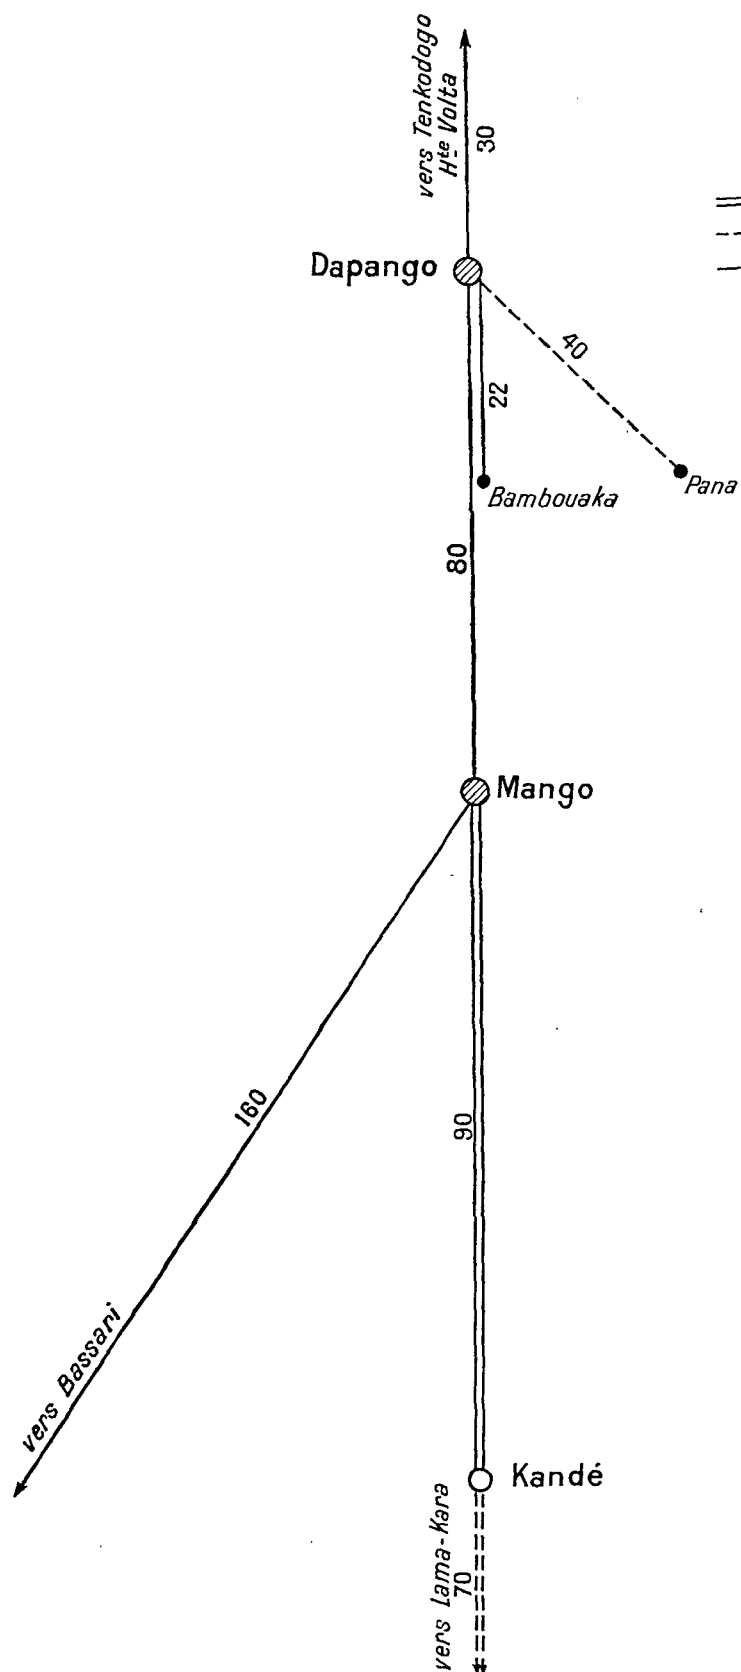 vers Tenkodogo
Hte Volta
30
Dapango
40
22
Pana
Bambouaka
80
Mango
160
90
vers Bassari
Kandé
vers Lama-Kara
70